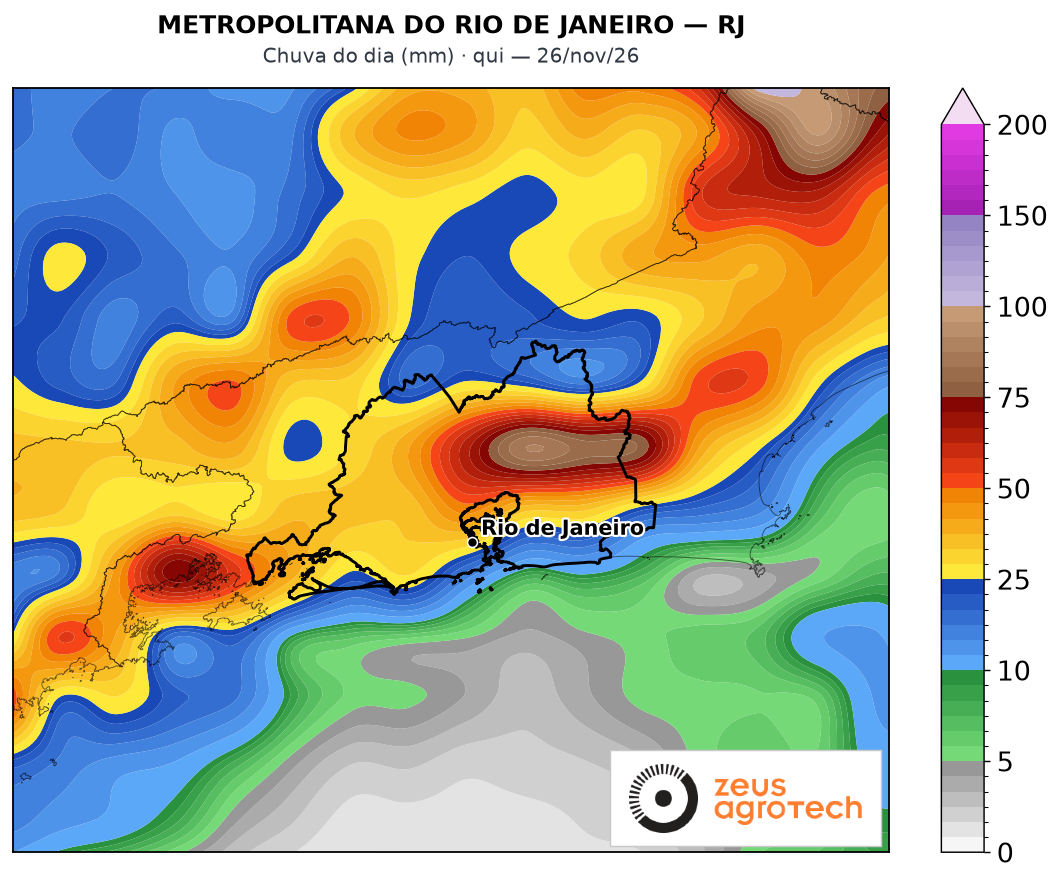 METROPOLITANA DO RIO DE JANEIRO — RJ
Chuva do dia (mm) · qui — 26/nov/26
200
150
100
75
50
25
10
5
0
Rio de Janeiro
zeus
agrotech